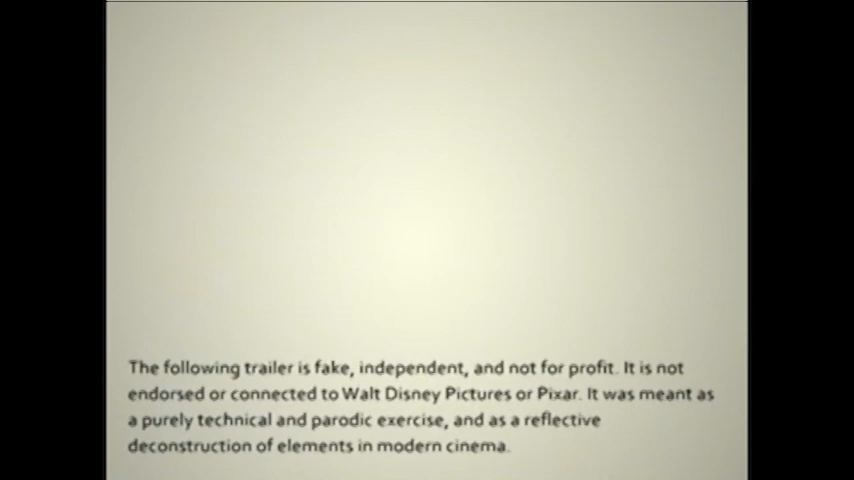 The following trailer is fake, independent, and not for profit. It is not
endorsed or connected to Walt Disney Pictures or Pixar. It was meant as
a purely technical and parodic exercise, and as a reflective
deconstruction of elements in modern cinema.